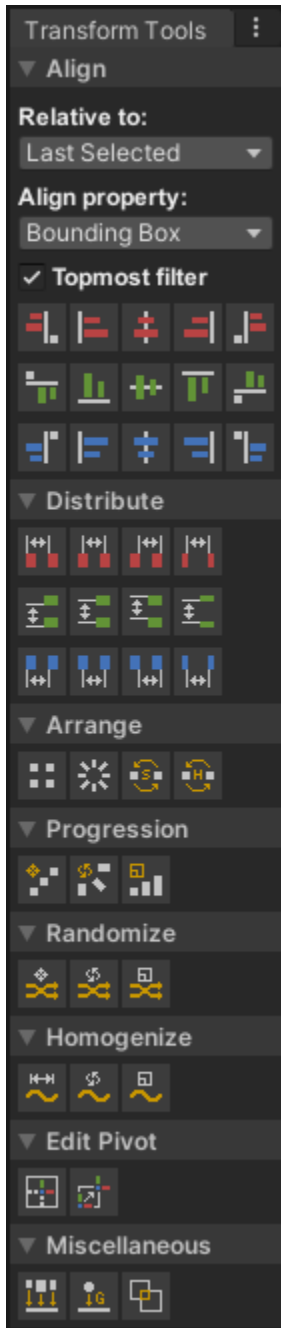 Transform Tools
Align
Relative to:
Last Selected
Align property:
Bounding Box
Topmost filter
Distribute
Arrange
S
H
Progression
Randomize
Homogenize
Edit Pivot
Miscellaneous
G